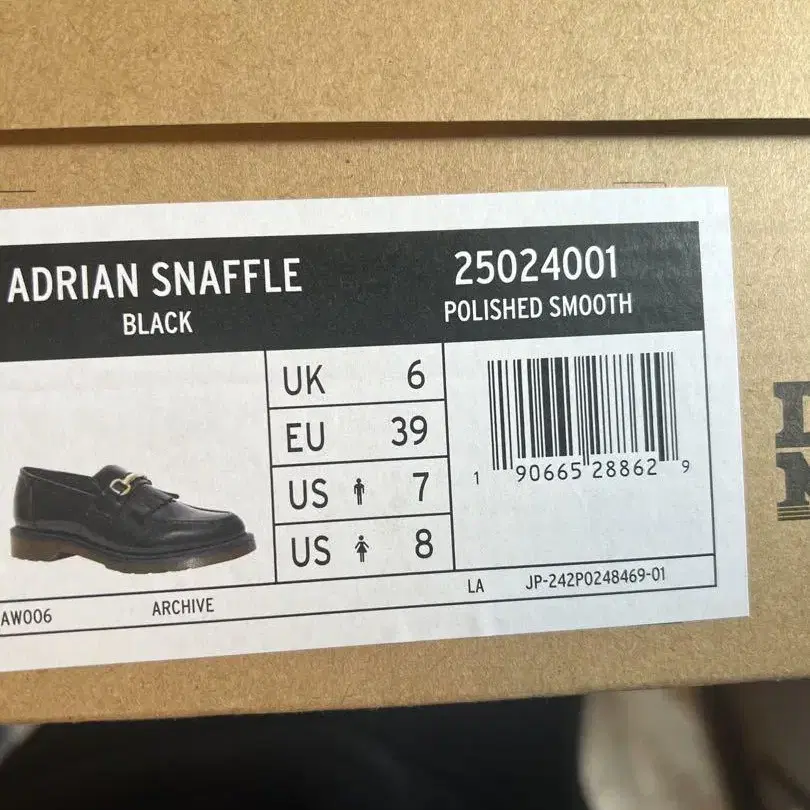 ADRIAN SNAFFLE
BLACK
25024001
POLISHED SMOOTH
UK 6
EU 39
US 7
US 8
1 90665 28862 9
AW006
ARCHIVE
LA
JP-242P0248469-01